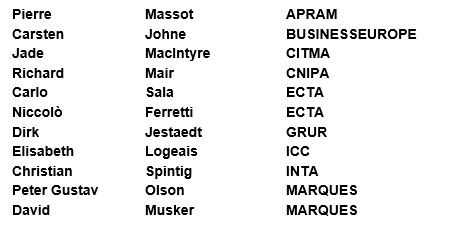 Pierre Massot APRAM
Carsten Johne BUSINESSEUROPE
Jade MacIntyre CITMA
Richard Mair CNIPA
Carlo Sala ECTA
Niccolò Ferretti ECTA
Dirk Jestaedt GRUR
Elisabeth Logeais ICC
Christian Spintig INTA
Peter Gustav Olson MARQUES
David Musker MARQUES